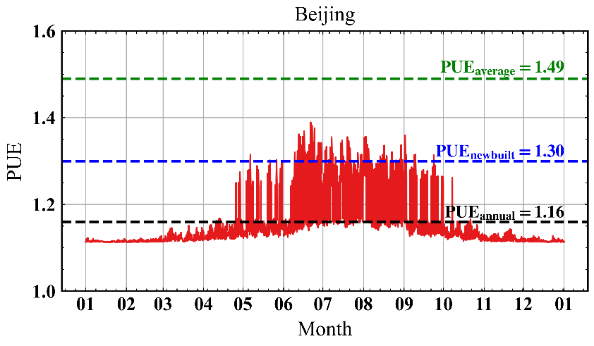 Beijing
1.6
PUEaverage = 1.49
1.4
PUEnewbuilt = 1.30
PUE
1.2
PUEannual = 1.16
1.0
01 02 03 04 05 06 07 08 09 10 11 12 01
Month